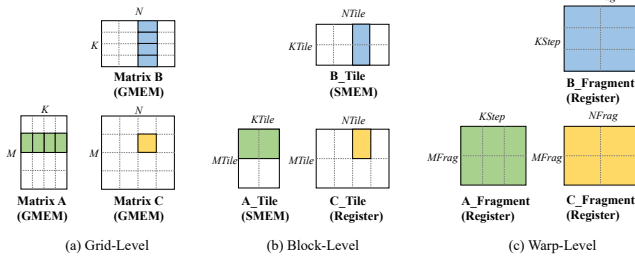 N
K
Matrix B
(GMEM)
K
M
Matrix A
(GMEM)
N
M
Matrix C
(GMEM)
(a) Grid-Level
NTile
KTile
B_Tile
(SMEM)
KTile
MTile
A_Tile
(SMEM)
NTile
MTile
C_Tile
(Register)
(b) Block-Level
KStep
B_Fragment
(Register)
KStep
MFrag
A_Fragment
(Register)
NFrag
MFrag
C_Fragment
(Register)
(c) Warp-Level